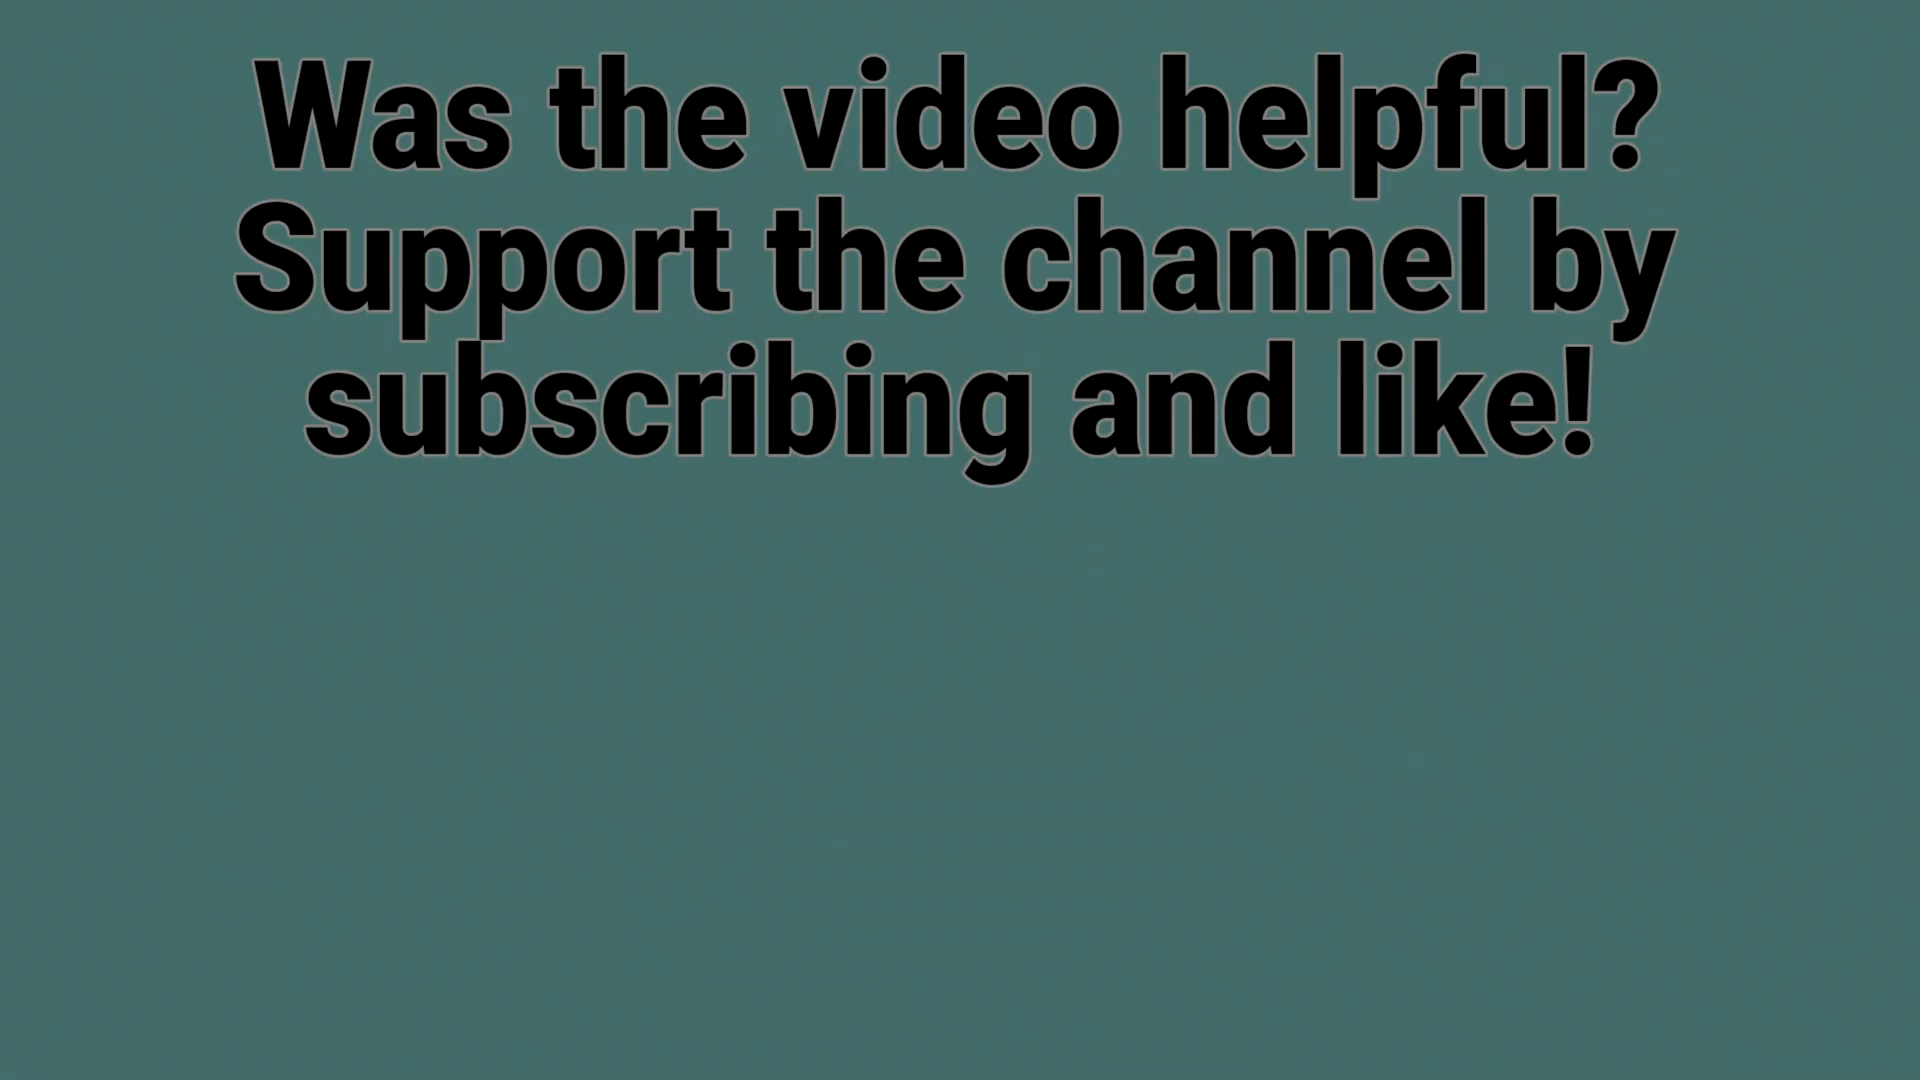 Was the video helpful?
Support the channel by
subscribing and like!